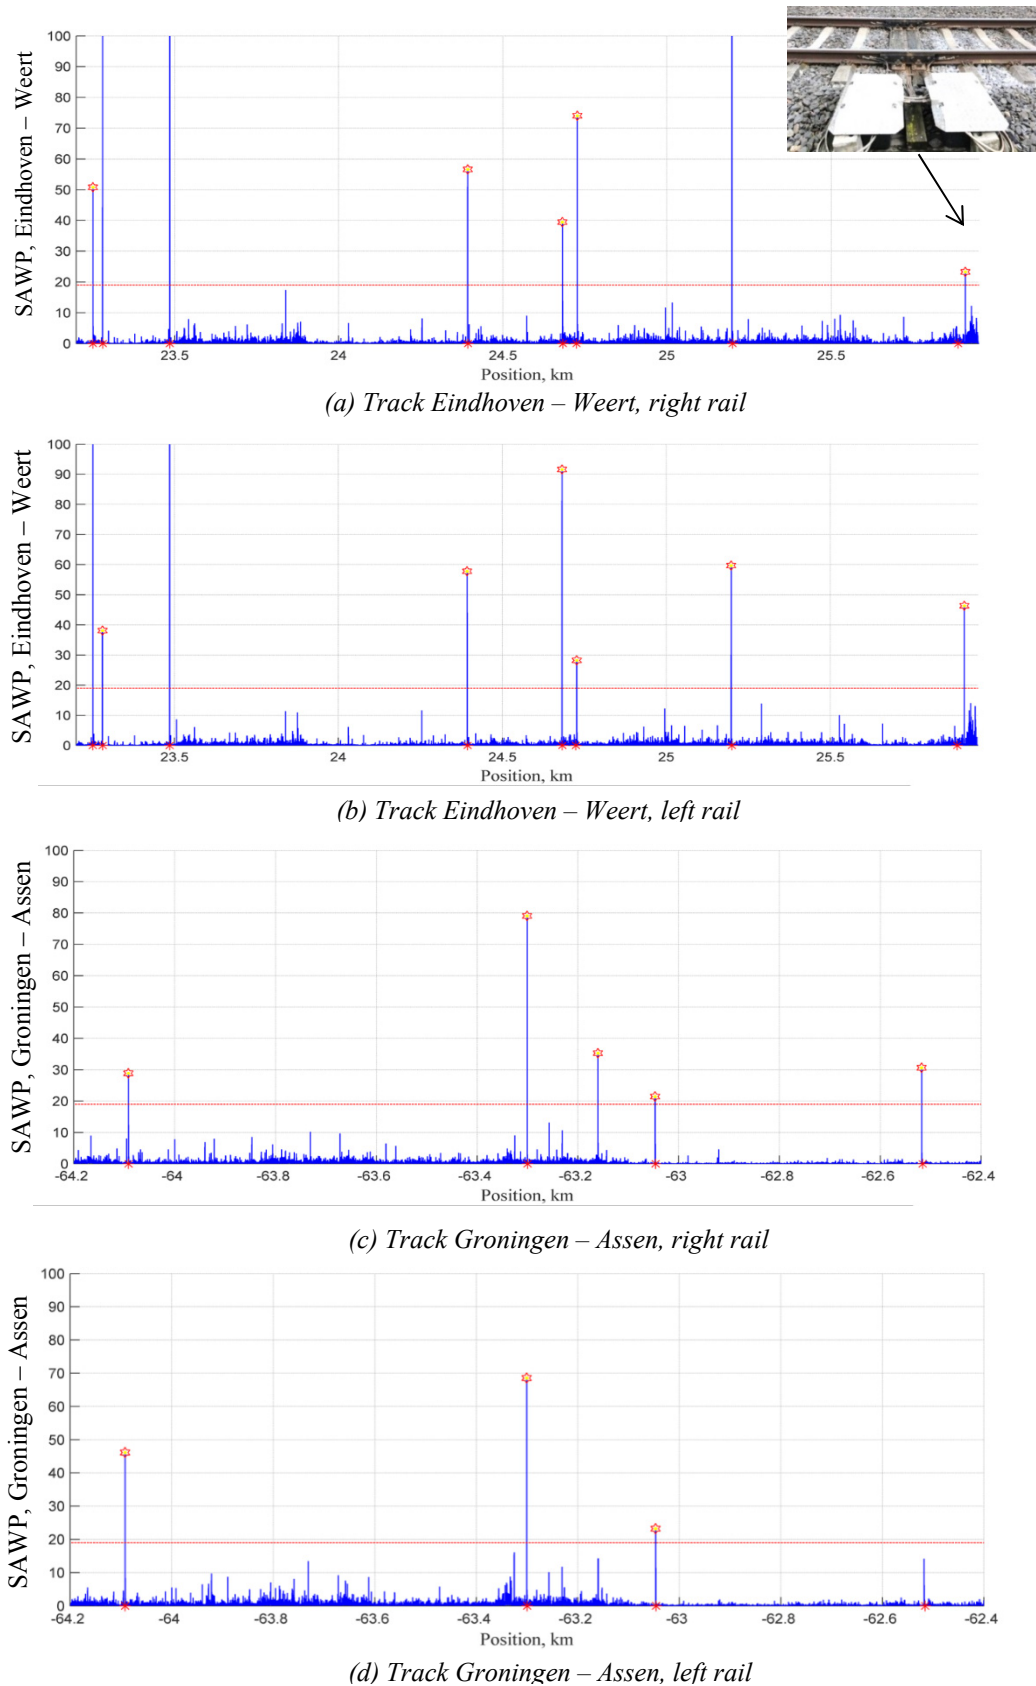 SAWP, Eindhoven – Weert
100
90
80
70
60
50
40
30
20
10
0
23.5 24 24.5 25 25.5
Position, km
(a) Track Eindhoven – Weert, right rail
SAWP, Eindhoven – Weert
100
90
80
70
60
50
40
30
20
10
0
23.5 24 24.5 25 25.5
Position, km
(b) Track Eindhoven – Weert, left rail
SAWP, Groningen – Assen
100
90
80
70
60
50
40
30
20
10
0
-64.2 -64 -63.8 -63.6 -63.4 -63.2 -63 -62.8 -62.6 -62.4
Position, km
(c) Track Groningen – Assen, right rail
SAWP, Groningen – Assen
100
90
80
70
60
50
40
30
20
10
0
-64.2 -64 -63.8 -63.6 -63.4 -63.2 -63 -62.8 -62.6 -62.4
Position, km
(d) Track Groningen – Assen, left rail